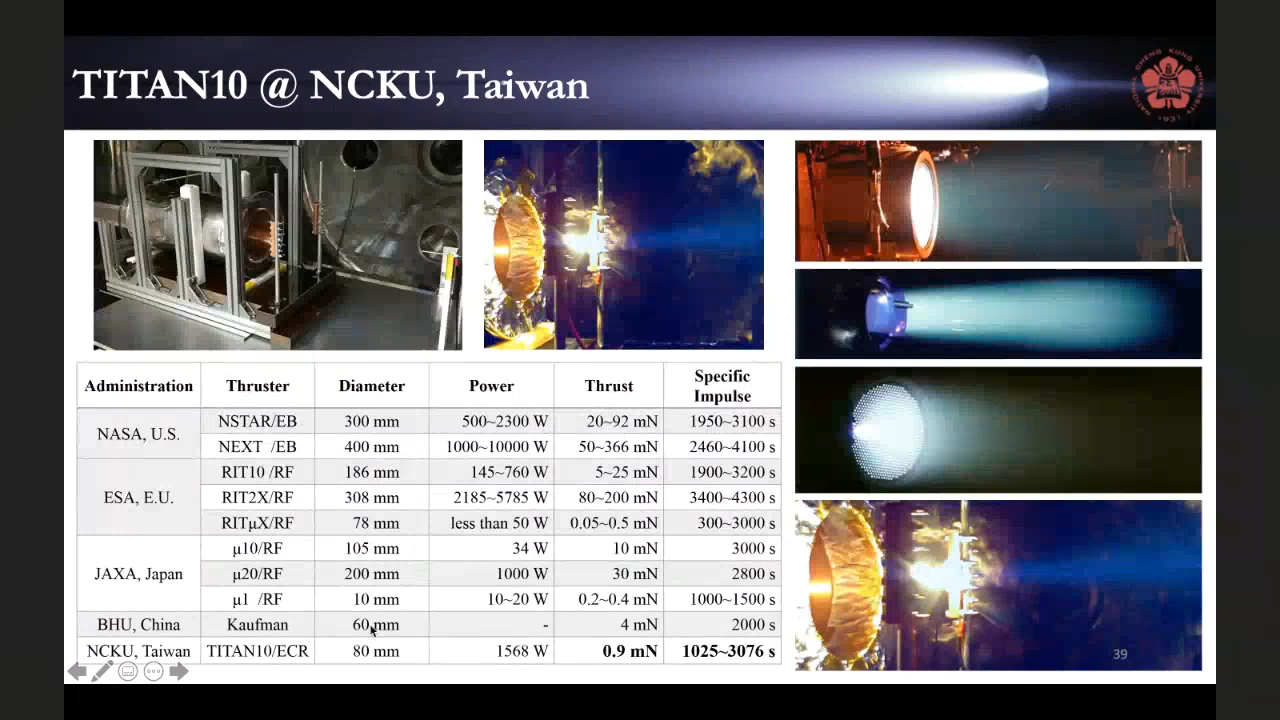 TITAN10 @ NCKU, Taiwan
NATIONAL CHENG KUNG UNIVERSITY
Administration Thruster Diameter Power Thrust Specific Impulse
NASA, U.S. NSTAR/EB 300 mm 500~2300 W 20~92 mN 1950~3100 s
NEXT /EB 400 mm 1000~10000 W 50~366 mN 2460~4100 s
ESA, E.U. RIT10 /RF 186 mm 145~760 W 5~25 mN 1900~3200 s
RIT2X/RF 308 mm 2185~5785 W 80~200 mN 3400~4300 s
RITμX/RF 78 mm less than 50 W 0.05~0.5 mN 300~3000 s
JAXA, Japan μ10/RF 105 mm 34 W 10 mN 3000 s
μ20/RF 200 mm 1000 W 30 mN 2800 s
μ1 /RF 10 mm 10~20 W 0.2~0.4 mN 1000~1500 s
BHU, China Kaufman 60 mm - 4 mN 2000 s
NCKU, Taiwan TITAN10/ECR 80 mm 1568 W 0.9 mN 1025~3076 s
39